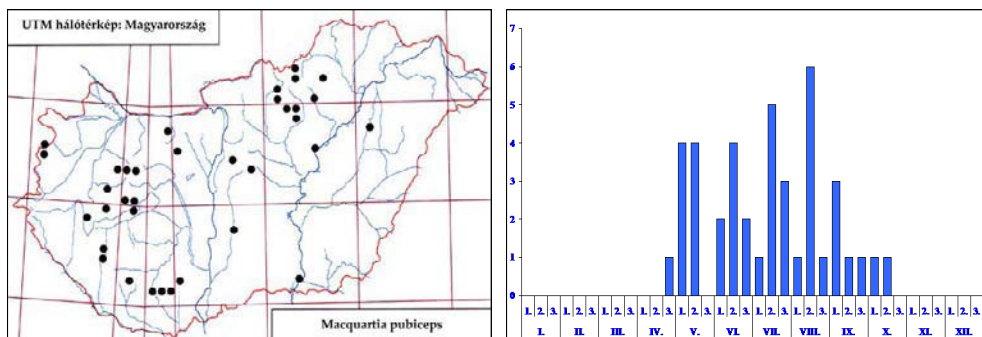 UTM hálótérkép: Magyarország
Macquartia pubiceps
7
6
5
4
3
2
1
0
1. 2. 3. 1. 2. 3. 1. 2. 3. 1. 2. 3. 1. 2. 3. 1. 2. 3. 1. 2. 3. 1. 2. 3. 1. 2. 3. 1. 2. 3. 1. 2. 3. 1. 2. 3.
I. II. III. IV. V. VI. VII. VIII. IX. X. XI. XII.